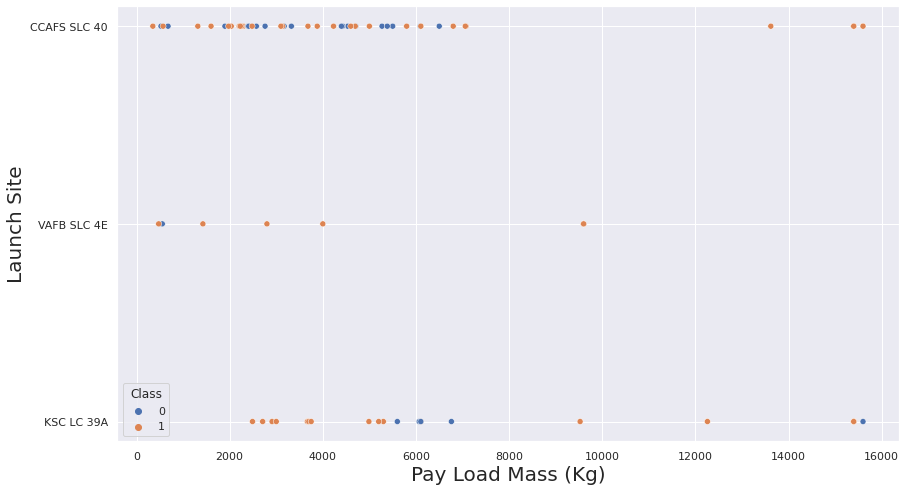 CCAFS SLC 40
VAFB SLC 4E
KSC LC 39A
Launch Site
Class
0
1
0 2000 4000 6000 8000 10000 12000 14000 16000
Pay Load Mass (Kg)